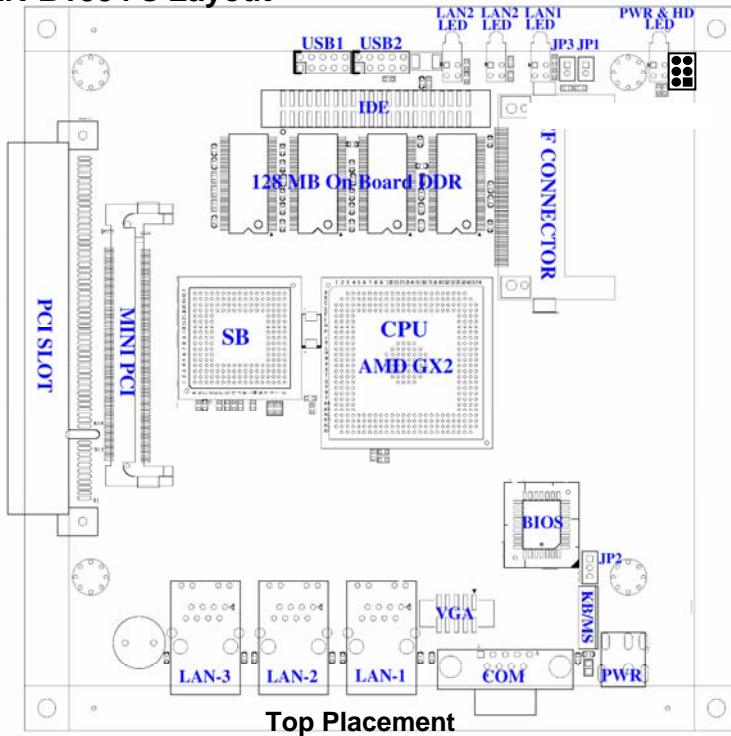 Layout
LAN2 LED
LAN2 LED
LAN1 LED
PWR & HD LED
USB1
USB2
JP3
JP1
IDE
128 MB On Board DDR
F CONNECTOR
PCI SLOT
MINI PCI
SB
CPU
AMD GX2
BIOS
JP2
KB/MS
VGA
LAN-3
LAN-2
LAN-1
COM
PWR
Top Placement